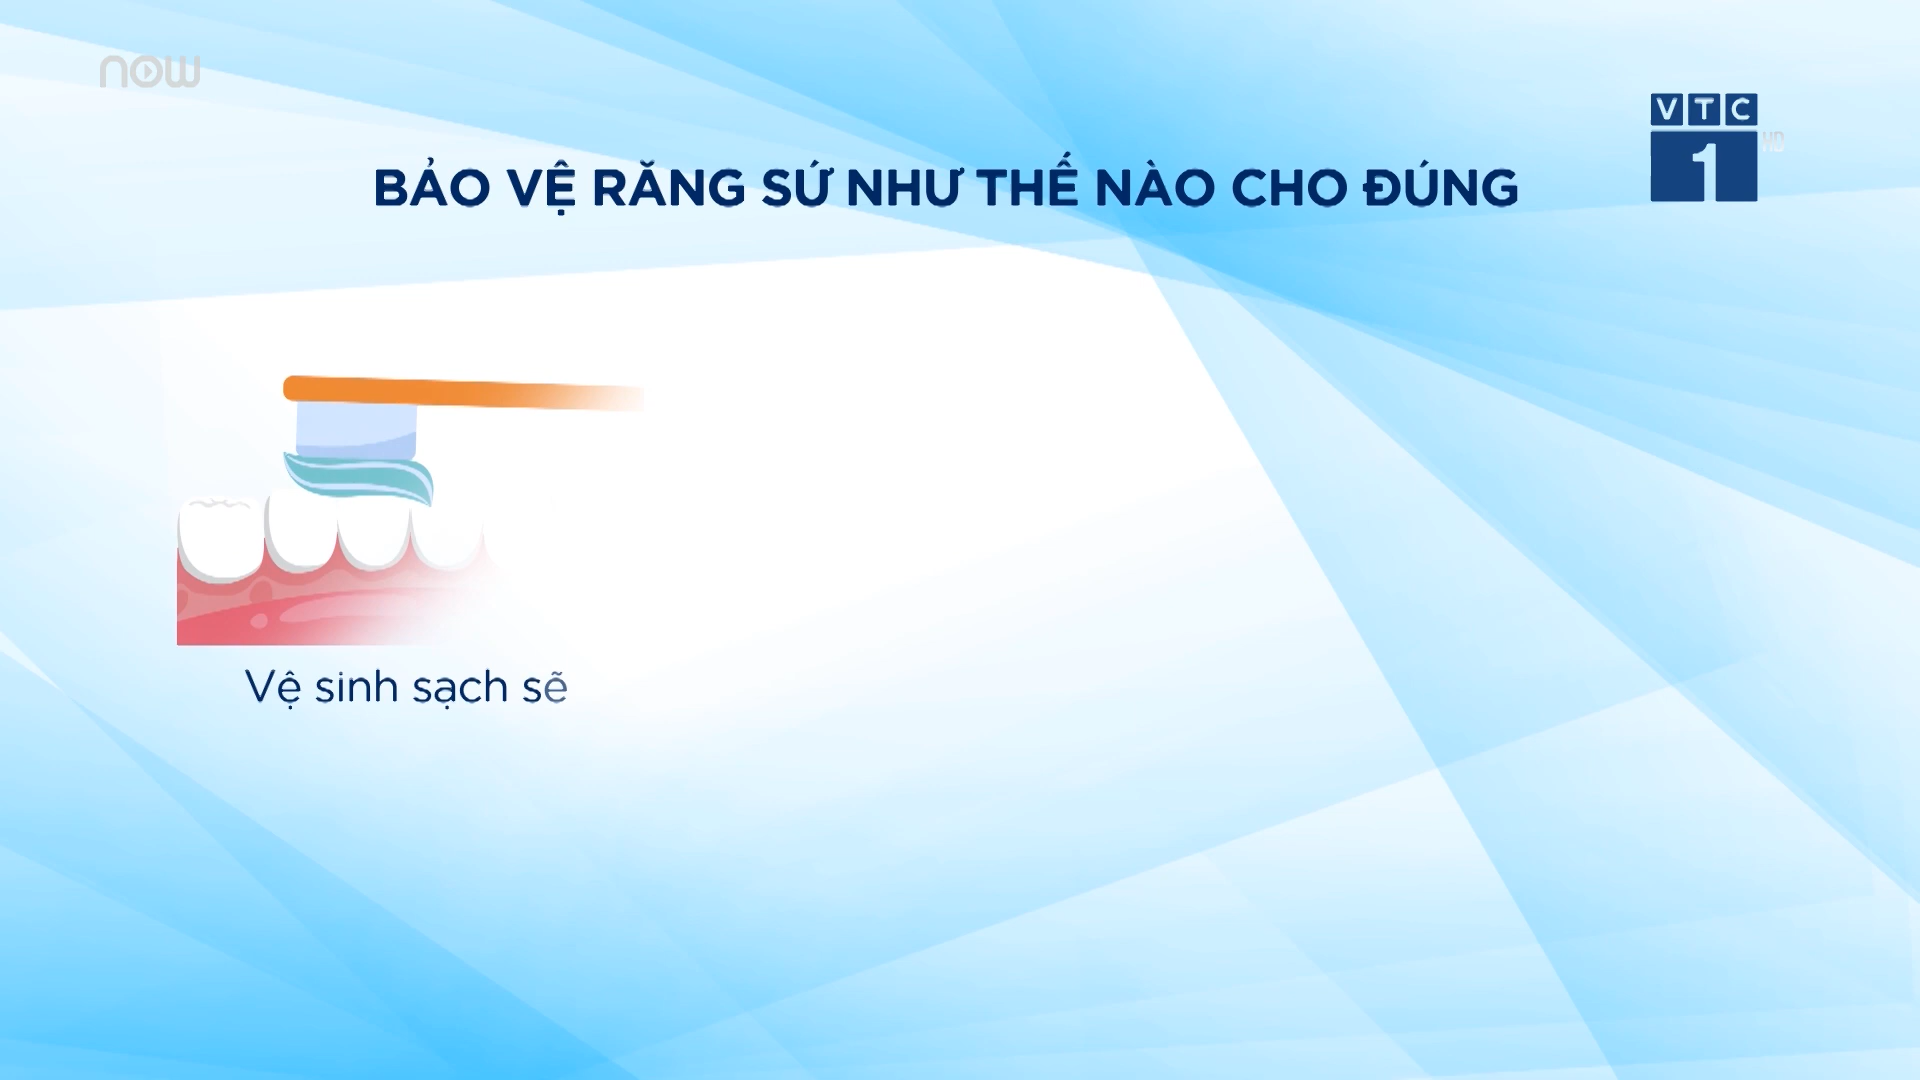 now
VTC
1 HD
BẢO VỆ RĂNG SỨ NHƯ THẾ NÀO CHO ĐÚNG
Vệ sinh sạch sẽ